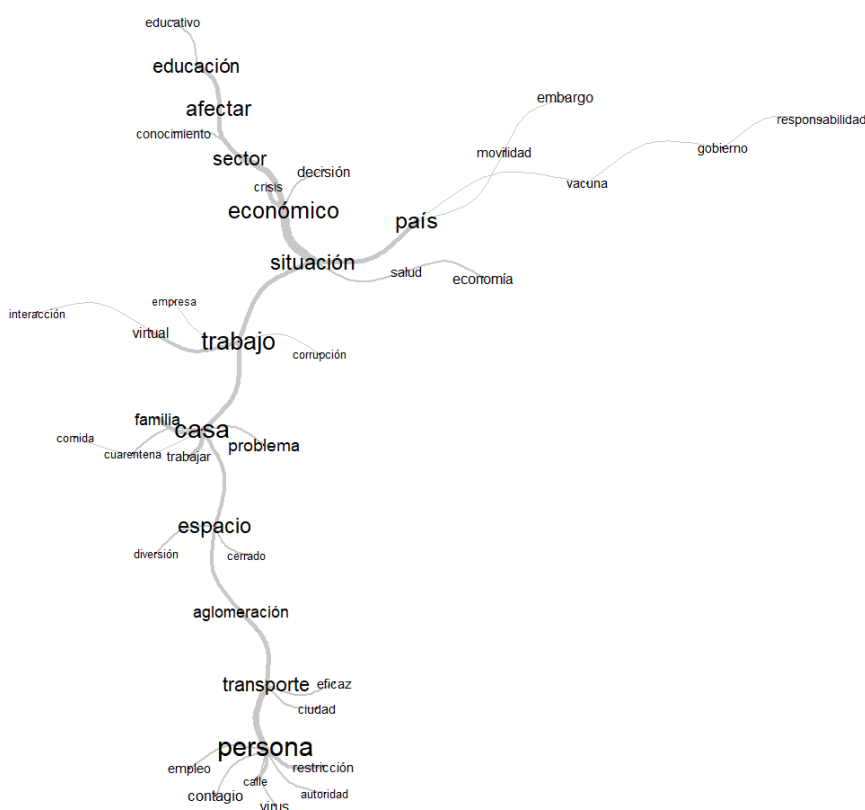 educativo
educación
embargo
afectar
responsabilidad
conocimiento
gobierno
movilidad
sector
decisión
vacuna
crisis
económico
país
situación
salud
economía
empresa
interacción
virtual
trabajo
corrupción
familia
casa
comida
problema
cuarentena
trabajar
espacio
diversión
cerrado
aglomeración
transporte
eficaz
ciudad
persona
empleo
restricción
calle
contagio
autoridad
virus